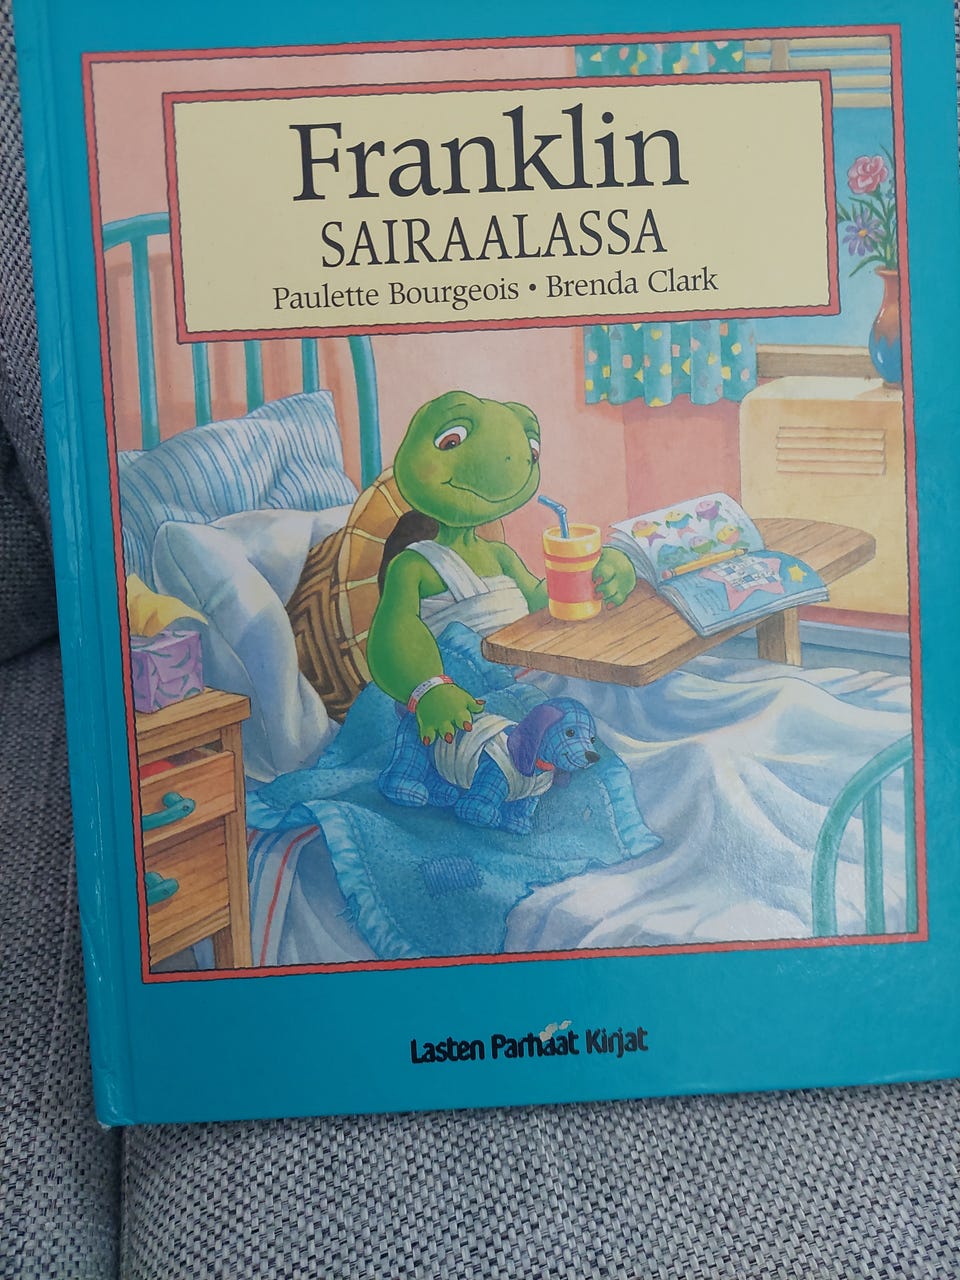 Franklin
SAIRAALASSA
Paulette Bourgeois • Brenda Clark
Lasten Parhaat Kirjat